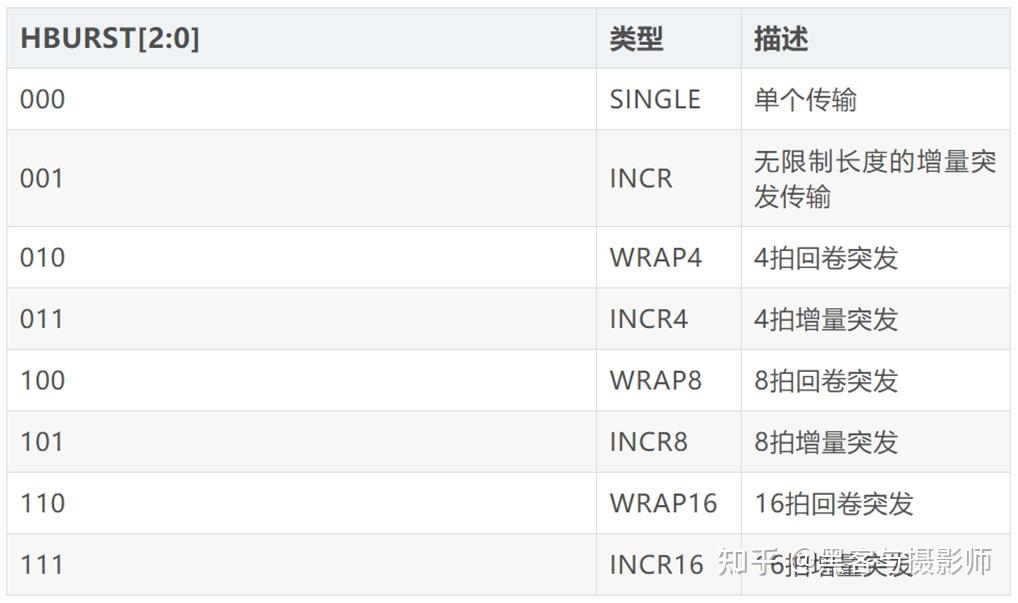 HBURST[2:0] 类型 描述
000 SINGLE 单个传输
001 INCR 无限制长度的增量突
发传输
010 WRAP4 4拍回卷突发
011 INCR4 4拍增量突发
100 WRAP8 8拍回卷突发
101 INCR8 8拍增量突发
110 WRAP16 16拍回卷突发
111 INCR16 16拍增量突发
知乎 @黑客与摄影师